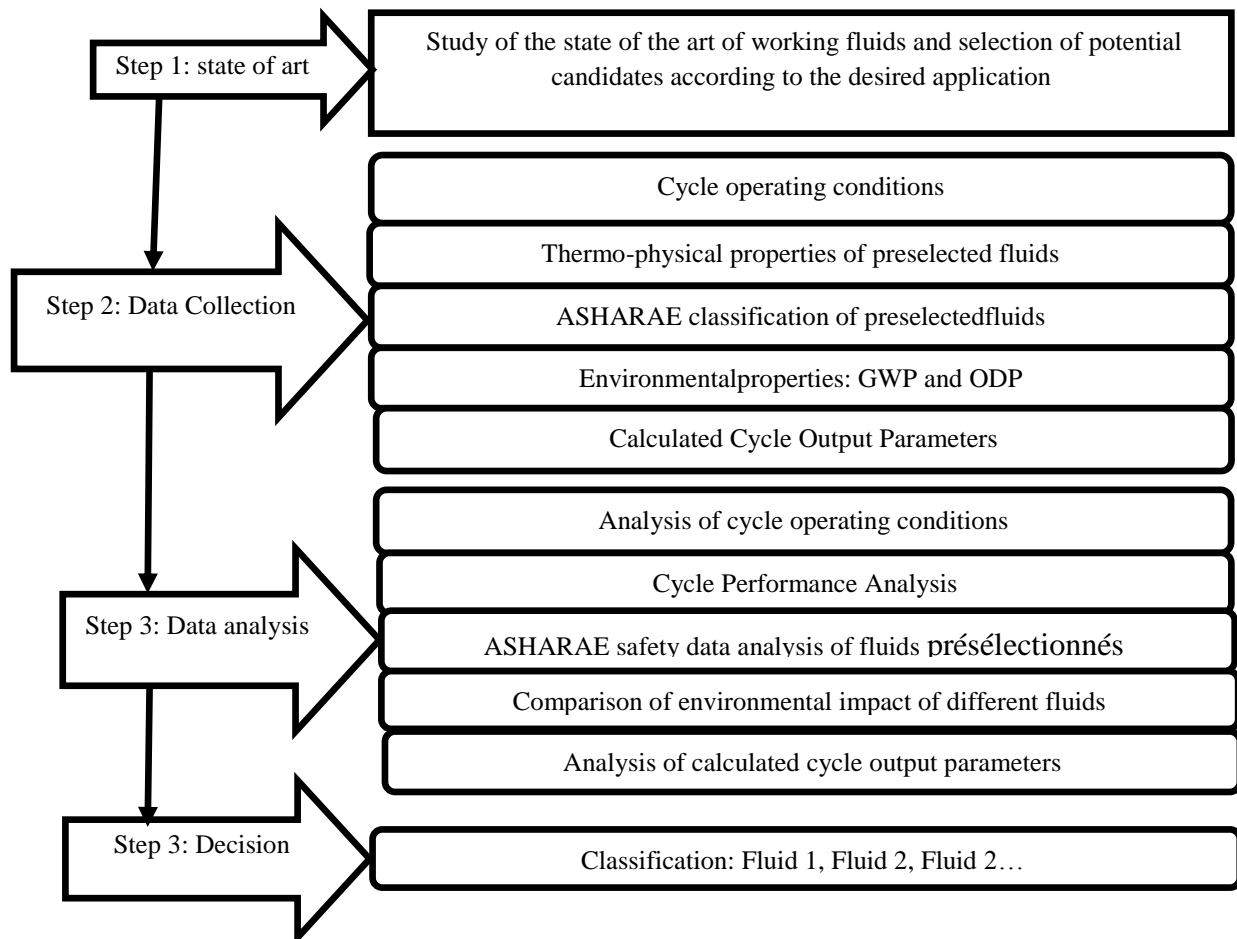 Step 1: state of art
Study of the state of the art of working fluids and selection of potential
candidates according to the desired application
Step 2: Data Collection
Cycle operating conditions
Thermo-physical properties of preselected fluids
ASHARAE classification of preselectedfluids
Environmentalproperties: GWP and ODP
Calculated Cycle Output Parameters
Step 3: Data analysis
Analysis of cycle operating conditions
Cycle Performance Analysis
ASHARAE safety data analysis of fluids présélectionnés
Comparison of environmental impact of different fluids
Analysis of calculated cycle output parameters
Step 3: Decision
Classification: Fluid 1, Fluid 2, Fluid 2…